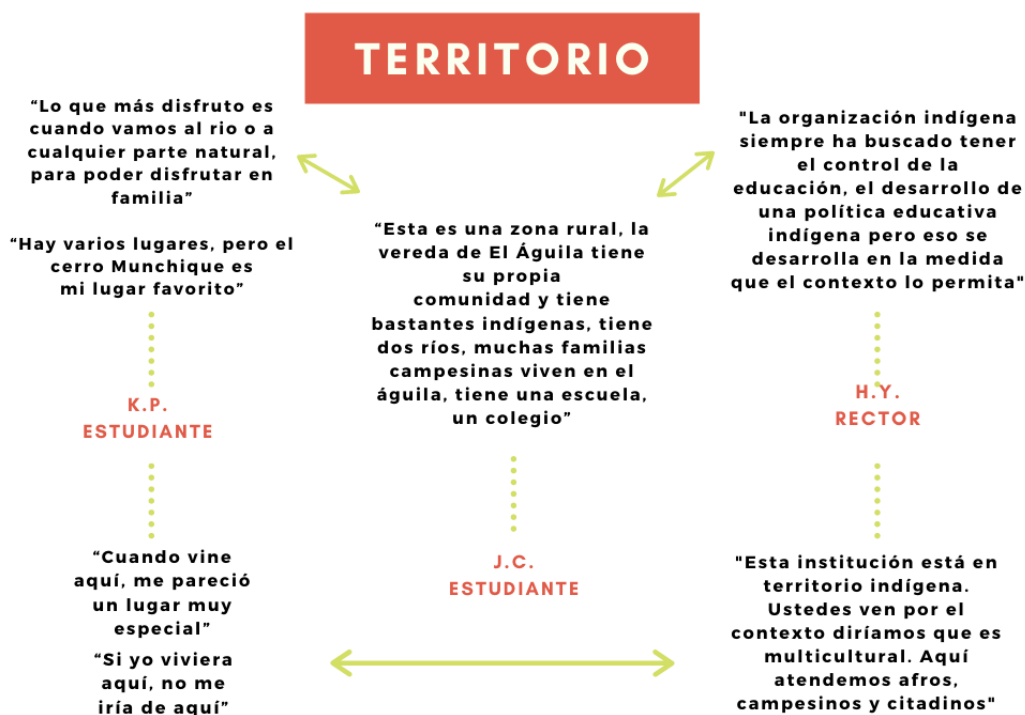 TERRITORIO
“Lo que más disfruto es
cuando vamos al rio o a
cualquier parte natural,
para poder disfrutar en
familia”
“Hay varios lugares, pero el
cerro Munchique es
mi lugar favorito”
K.P.
ESTUDIANTE
“Cuando vine
aquí, me pareció
un lugar muy
especial”
“Si yo viviera
aquí, no me
iría de aquí”
“Esta es una zona rural, la
vereda de El Águila tiene
su propia
comunidad y tiene
bastantes indígenas, tiene
dos ríos, muchas familias
campesinas viven en el
águila, tiene una escuela,
un colegio”
J.C.
ESTUDIANTE
"La organización indígena
siempre ha buscado tener
el control de la
educación, el desarrollo de
una política educativa
indígena pero eso se
desarrolla en la medida
que el contexto lo permita"
H.Y.
RECTOR
"Esta institución está en
territorio indígena.
Ustedes ven por el
contexto diríamos que es
multicultural. Aquí
atendemos afros,
campesinos y citadinos"